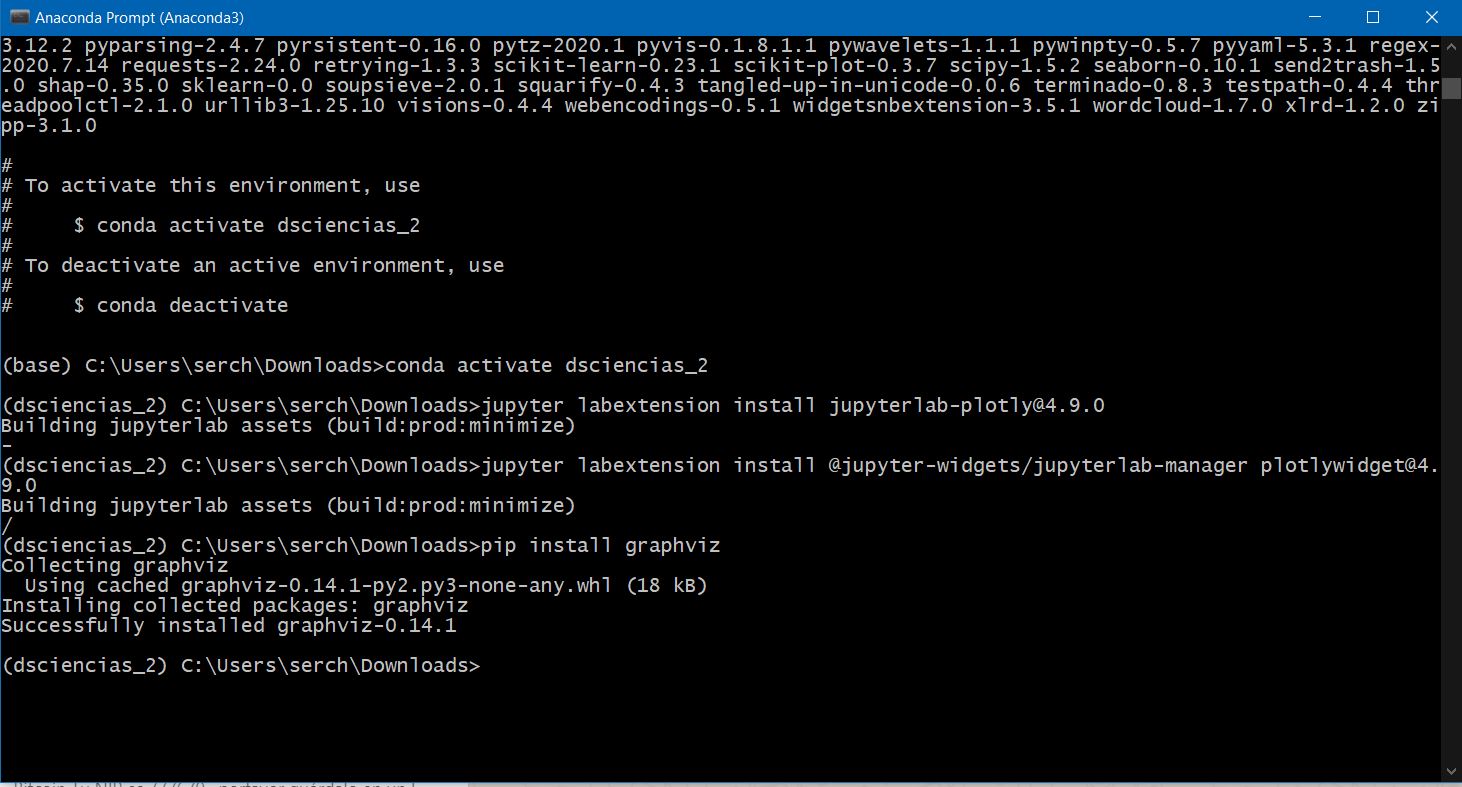 Anaconda Prompt (Anaconda3)
3.12.2 pyparsing-2.4.7 pyrsistent-0.16.0 pytz-2020.1 pyvis-0.1.8.1.1 pywavelets-1.1.1 pywinpty-0.5.7 pyyaml-5.3.1 regex-
2020.7.14 requests-2.24.0 retrying-1.3.3 scikit-learn-0.23.1 scikit-plot-0.3.7 scipy-1.5.2 seaborn-0.10.1 send2trash-1.5
.0 shap-0.35.0 sklearn-0.0 soupsieve-2.0.1 squarify-0.4.3 tangled-up-in-unicode-0.0.6 terminado-0.8.3 testpath-0.4.4 thr
eadpoolctl-2.1.0 urllib3-1.25.10 visions-0.4.4 webencodings-0.5.1 widgetsnbextension-3.5.1 wordcloud-1.7.0 xlrd-1.2.0 zi
pp-3.1.0
#
# To activate this environment, use
#
#     $ conda activate dsciencias_2
#
# To deactivate an active environment, use
#
#     $ conda deactivate
(base) C:\Users\serch\Downloads>conda activate dsciencias_2
(dsciencias_2) C:\Users\serch\Downloads>jupyter labextension install jupyterlab-plotly@4.9.0
Building jupyterlab assets (build:prod:minimize)
-
(dsciencias_2) C:\Users\serch\Downloads>jupyter labextension install @jupyter-widgets/jupyterlab-manager plotlywidget@4.
9.0
Building jupyterlab assets (build:prod:minimize)
/
(dsciencias_2) C:\Users\serch\Downloads>pip install graphviz
Collecting graphviz
  Using cached graphviz-0.14.1-py2.py3-none-any.whl (18 kB)
Installing collected packages: graphviz
Successfully installed graphviz-0.14.1
(dsciencias_2) C:\Users\serch\Downloads>